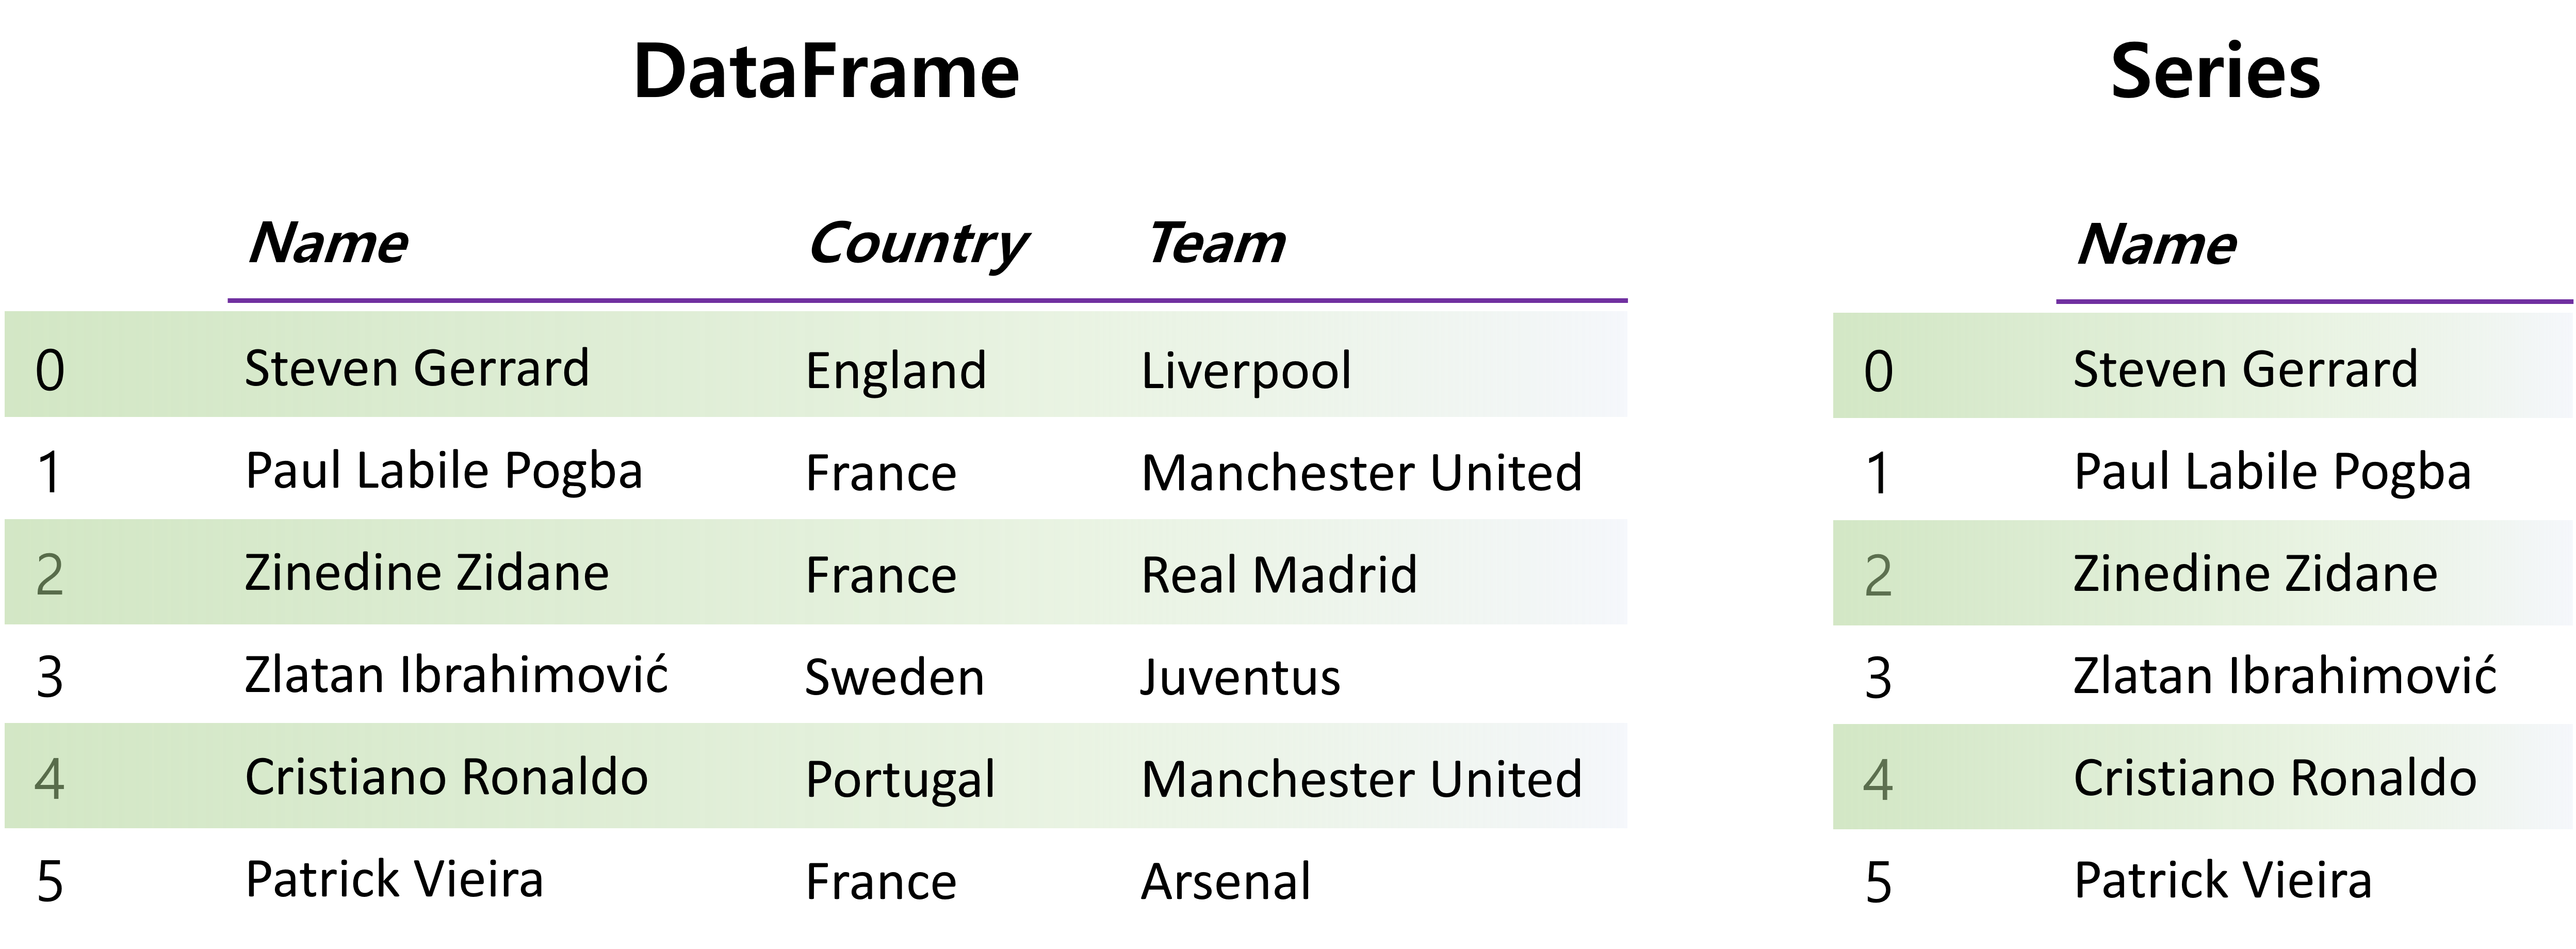 DataFrame
Name Country Team
0 Steven Gerrard England Liverpool
1 Paul Labile Pogba France Manchester United
2 Zinedine Zidane France Real Madrid
3 Zlatan Ibrahimović Sweden Juventus
4 Cristiano Ronaldo Portugal Manchester United
5 Patrick Vieira France Arsenal
Series
Name
0 Steven Gerrard
1 Paul Labile Pogba
2 Zinedine Zidane
3 Zlatan Ibrahimović
4 Cristiano Ronaldo
5 Patrick Vieira